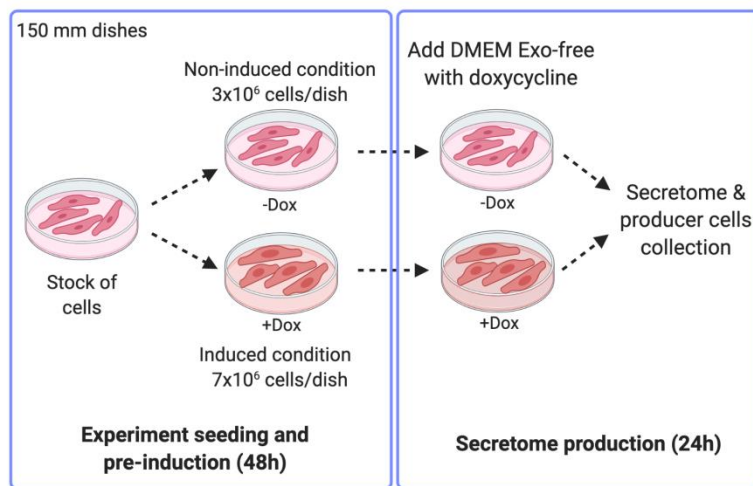 150 mm dishes
Non-induced condition
3x10⁶ cells/dish
-Dox
Stock of
cells
+Dox
Induced condition
7x10⁶ cells/dish
Experiment seeding and
pre-induction (48h)
Add DMEM Exo-free
with doxycycline
-Dox
Secretome &
producer cells
collection
+Dox
Secretome production (24h)